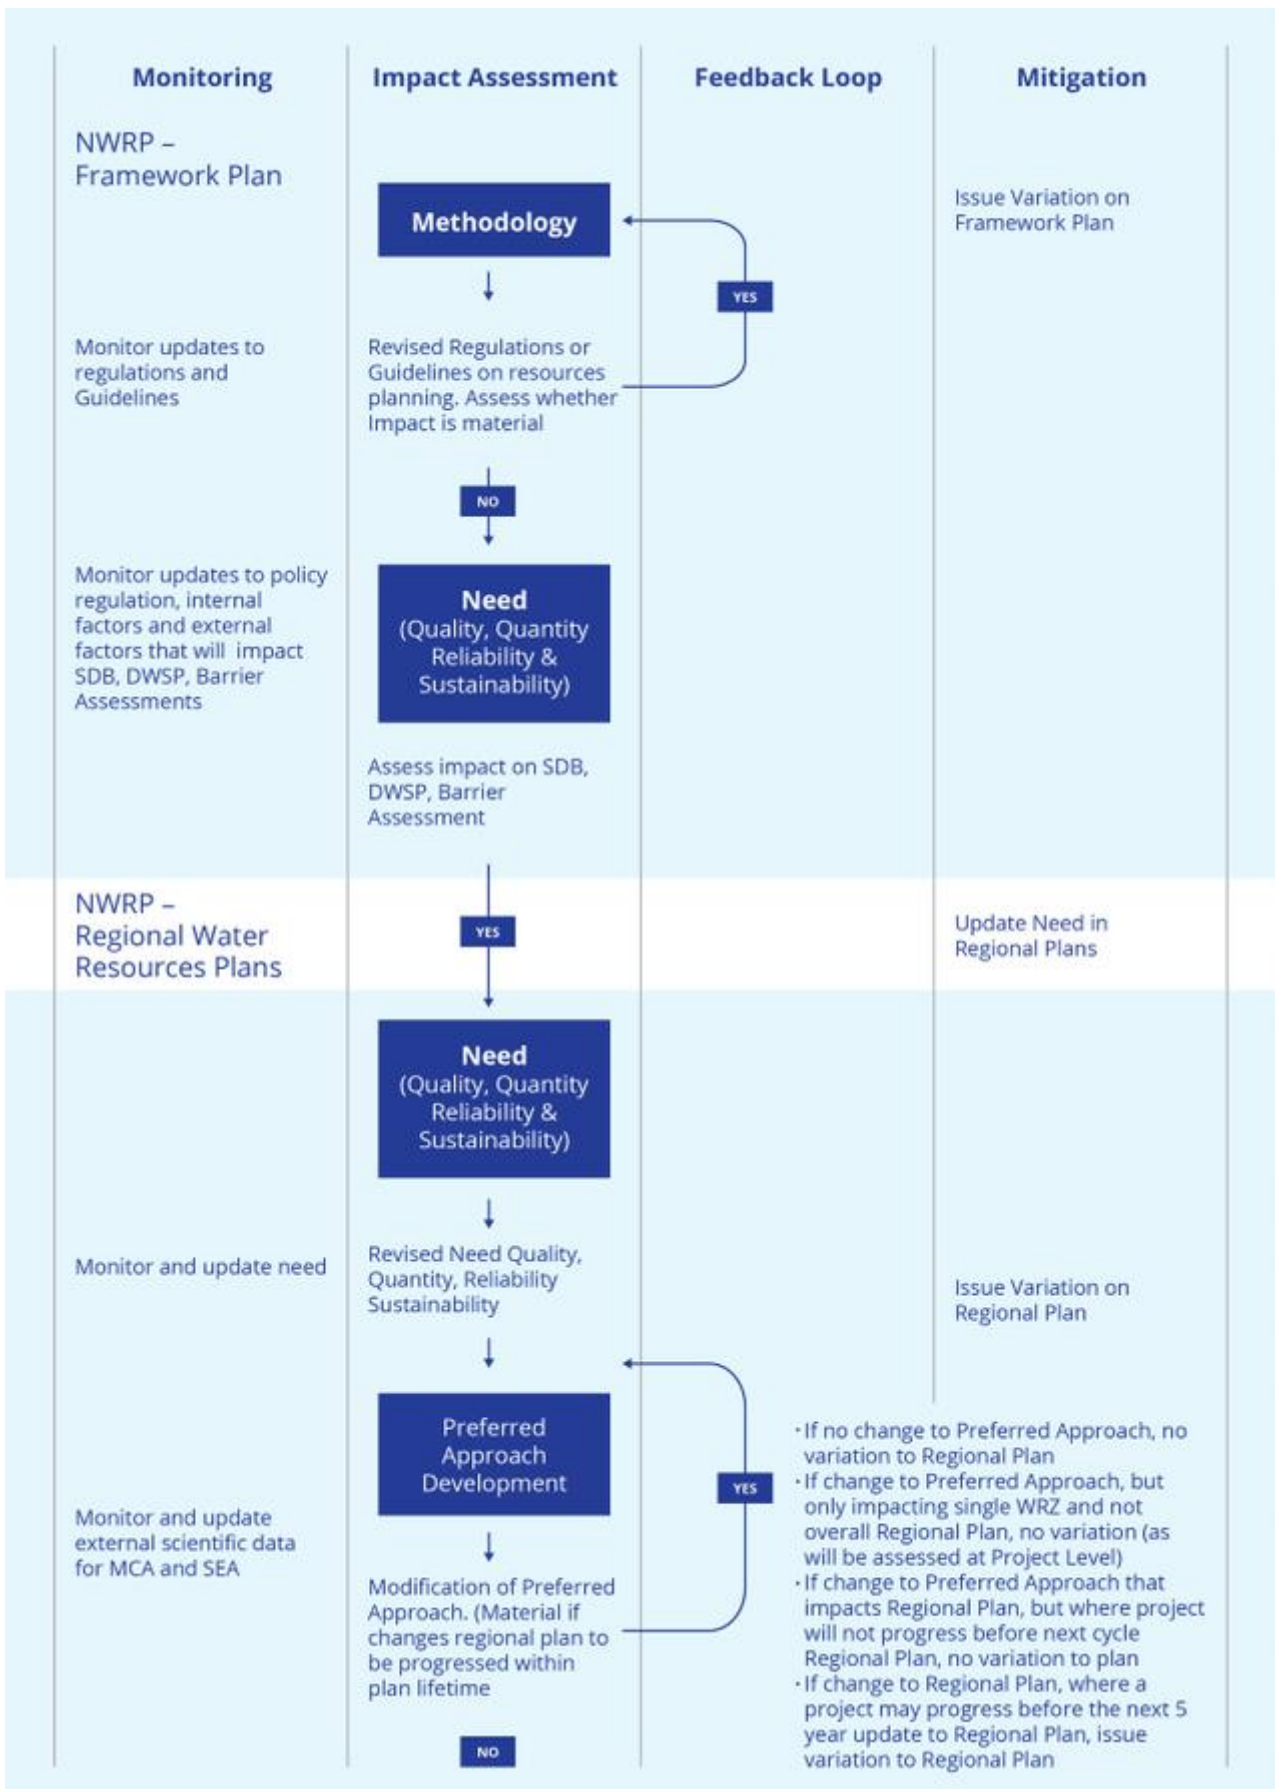 Monitoring
Impact Assessment
Feedback Loop
Mitigation
NWRP –
Framework Plan
Methodology
Issue Variation on
Framework Plan
YES
Monitor updates to
regulations and
Guidelines
Revised Regulations or
Guidelines on resources
planning. Assess whether
Impact is material
NO
Monitor updates to policy
regulation, internal
factors and external
factors that will impact
SDB, DWSP, Barrier
Assessments
Need
(Quality, Quantity
Reliability &
Sustainability)
Assess impact on SDB,
DWSP, Barrier
Assessment
NWRP –
Regional Water
Resources Plans
YES
Update Need in
Regional Plans
Need
(Quality, Quantity
Reliability &
Sustainability)
Monitor and update need
Revised Need Quality,
Quantity, Reliability
Sustainability
Issue Variation on
Regional Plan
Preferred
Approach
Development
YES
Monitor and update
external scientific data
for MCA and SEA
Modification of Preferred
Approach. (Material if
changes regional plan to
be progressed within
plan lifetime
NO
· If no change to Preferred Approach, no
variation to Regional Plan
· If change to Preferred Approach, but
only impacting single WRZ and not
overall Regional Plan, no variation (as
will be assessed at Project Level)
· If change to Preferred Approach that
impacts Regional Plan, but where project
will not progress before next cycle
Regional Plan, no variation to plan
· If change to Regional Plan, where a
project may progress before the next 5
year update to Regional Plan, issue
variation to Regional Plan